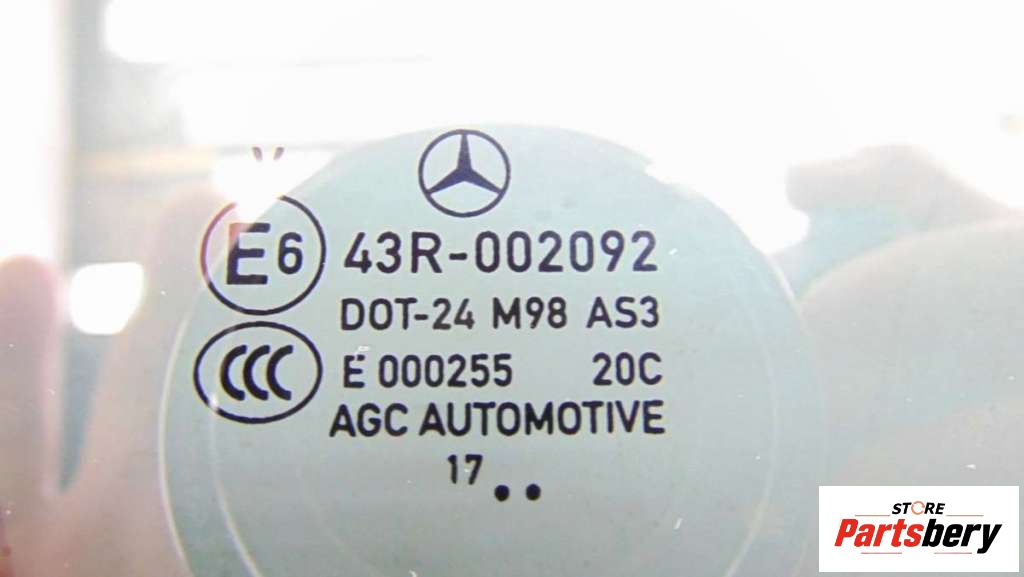 E6 43R-002092
DOT-24 M98 AS3
CCC E 000255 20C
AGC AUTOMOTIVE
17 ..
STORE
Partsbery